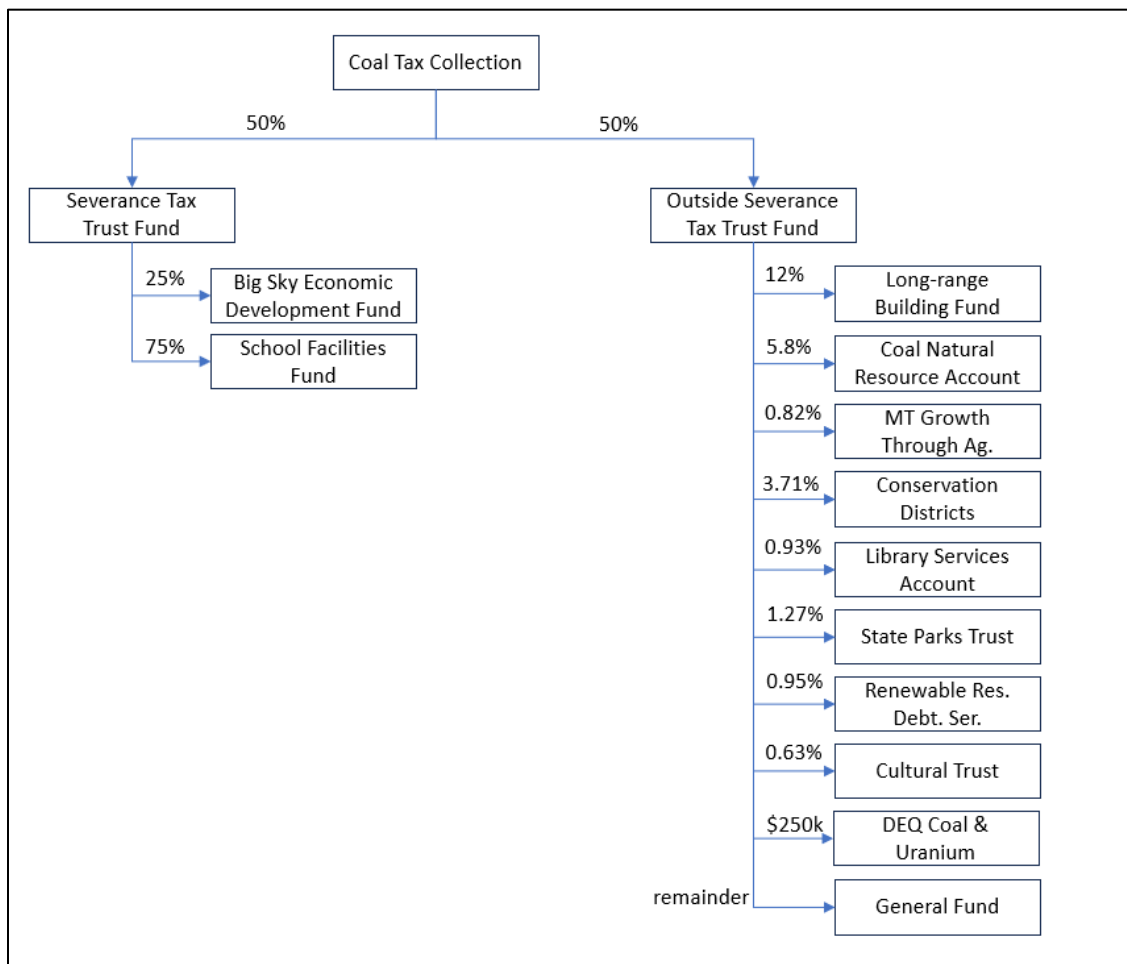 Coal Tax Collection
50%
50%
Severance Tax
Trust Fund
25%
Big Sky Economic
Development Fund
75%
School Facilities
Fund
Outside Severance
Tax Trust Fund
12%
Long-range
Building Fund
5.8%
Coal Natural
Resource Account
0.82%
MT Growth
Through Ag.
3.71%
Conservation
Districts
0.93%
Library Services
Account
1.27%
State Parks Trust
0.95%
Renewable Res.
Debt. Ser.
0.63%
Cultural Trust
$250k
DEQ Coal &
Uranium
remainder
General Fund